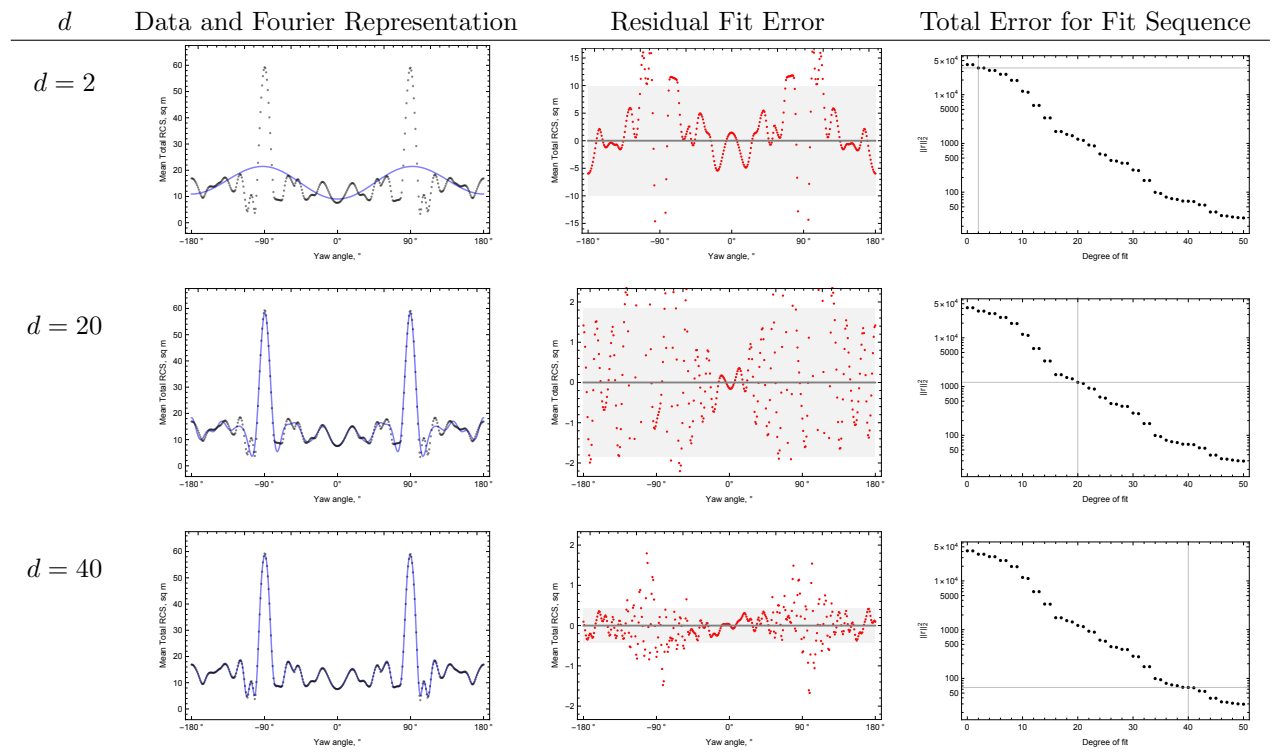 d Data and Fourier Representation Residual Fit Error Total Error for Fit Sequence
d = 2
Mean Total RCS, sq m
60
50
40
30
20
10
0
-180 ° -90 ° 0 ° 90 ° 180 °
Yaw angle, °
Mean Total RCS, sq m
15
10
5
0
-5
-10
-15
-180 ° -90 ° 0 ° 90 ° 180 °
Yaw angle, °
||r||₂²
5×10⁴
1×10⁴
5000
1000
500
100
50
0 10 20 30 40 50
Degree of fit
d = 20
Mean Total RCS, sq m
60
50
40
30
20
10
0
-180 ° -90 ° 0 ° 90 ° 180 °
Yaw angle, °
Mean Total RCS, sq m
2
1
0
-1
-2
-180 ° -90 ° 0 ° 90 ° 180 °
Yaw angle, °
||r||₂²
5×10⁴
1×10⁴
5000
1000
500
100
50
0 10 20 30 40 50
Degree of fit
d = 40
Mean Total RCS, sq m
60
50
40
30
20
10
0
-180 ° -90 ° 0 ° 90 ° 180 °
Yaw angle, °
Mean Total RCS, sq m
2
1
0
-1
-2
-180 ° -90 ° 0 ° 90 ° 180 °
Yaw angle, °
||r||₂²
5×10⁴
1×10⁴
5000
1000
500
100
50
0 10 20 30 40 50
Degree of fit